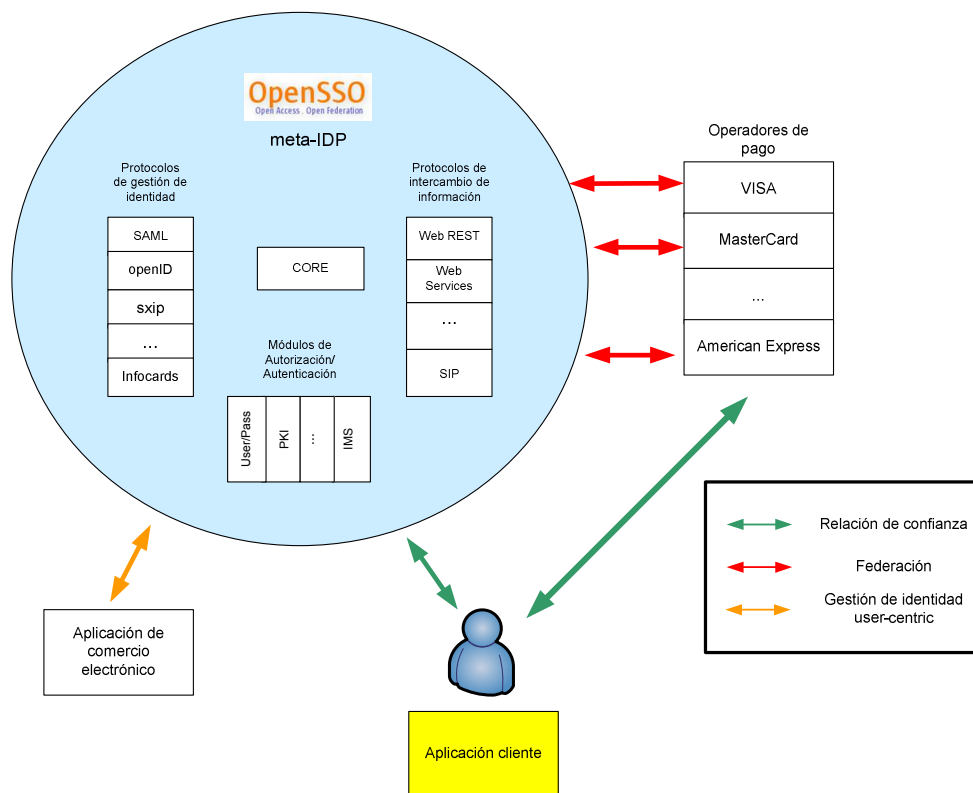 OpenSSO
Open Access . Open Federation
meta-IDP
Protocolos
de gestión de
identidad
SAML
openID
sxip
...
Infocards
CORE
Módulos de
Autorización/
Autenticación
User/Pass
PKI
...
IMS
Protocolos de
intercambio de
información
Web REST
Web
Services
...
SIP
Operadores de
pago
VISA
MasterCard
...
American Express
Relación de confianza
Federación
Gestión de identidad
user-centric
Aplicación de
comercio
electrónico
Aplicación cliente